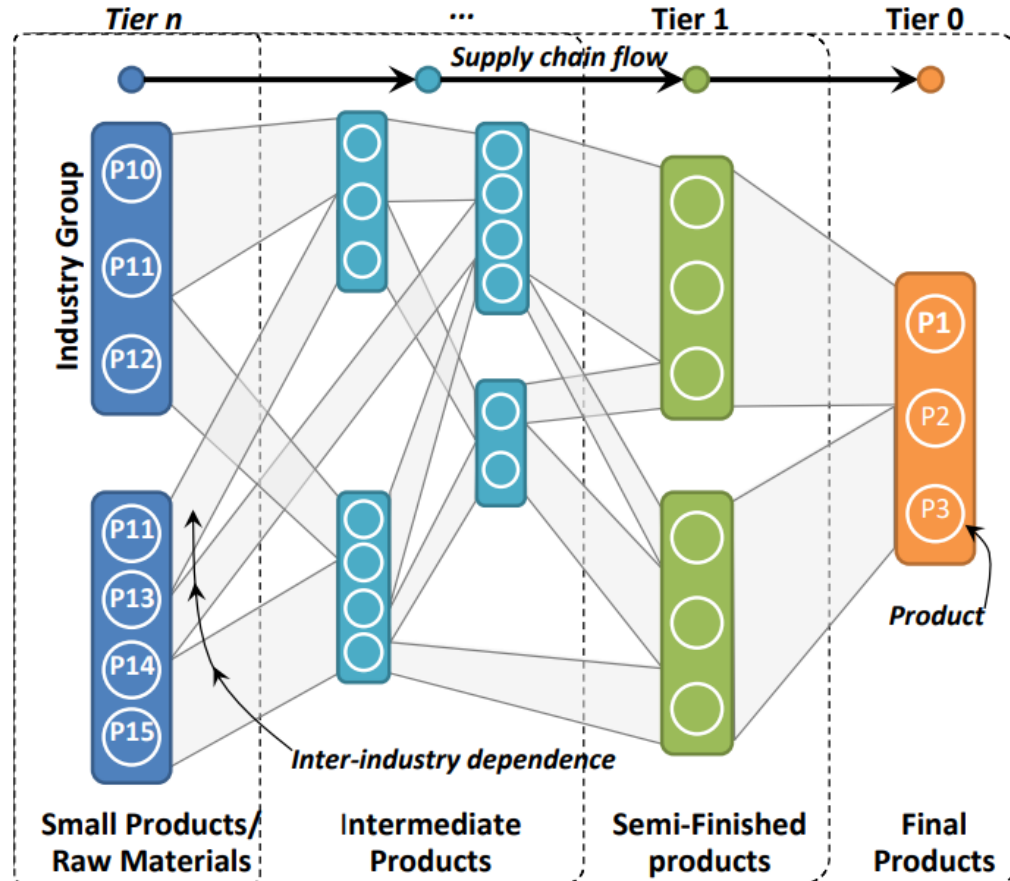 Tier n
...
Tier 1
Tier 0
Supply chain flow
Industry Group
P10
P11
P12
P11
P13
P14
P15
P1
P2
P3
Product
Inter-industry dependence
Small Products/
Raw Materials
Intermediate
Products
Semi-Finished
products
Final
Products